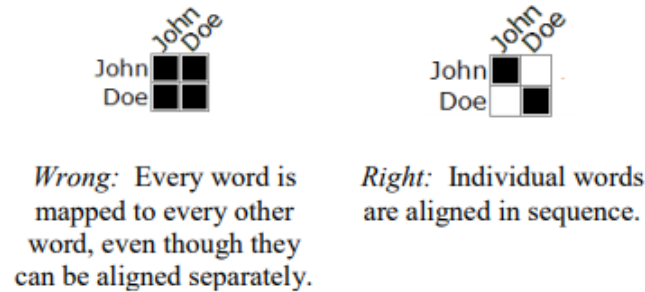 John Doe
John
Doe
Wrong: Every word is
mapped to every other
word, even though they
can be aligned separately.
John Doe
John
Doe
Right: Individual words
are aligned in sequence.